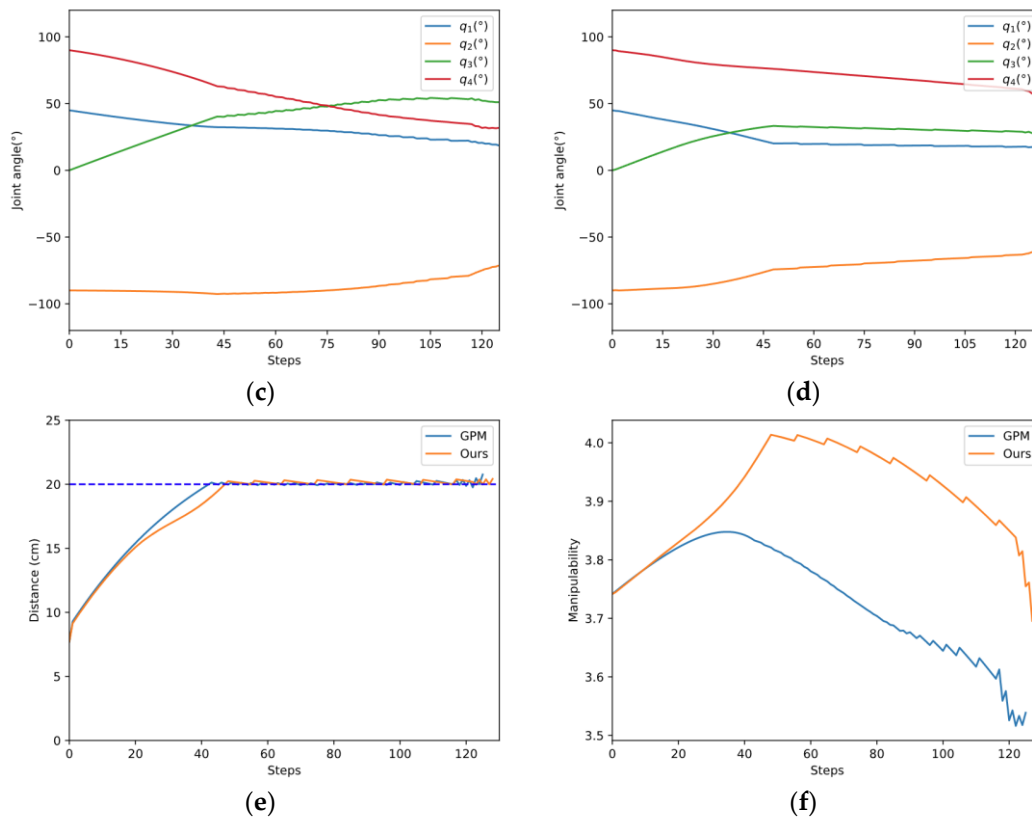 100
50
0
−50
−100
Joint angle(°)
0 15 30 45 60 75 90 105 120
Steps
q1(°)
q2(°)
q3(°)
q4(°)
(c)
100
50
0
−50
−100
Joint angle(°)
0 15 30 45 60 75 90 105 120
Steps
q1(°)
q2(°)
q3(°)
q4(°)
(d)
25
20
15
10
5
0
Distance (cm)
0 20 40 60 80 100 120
Steps
GPM
Ours
(e)
4.0
3.9
3.8
3.7
3.6
3.5
Manipulability
0 20 40 60 80 100 120
Steps
GPM
Ours
(f)